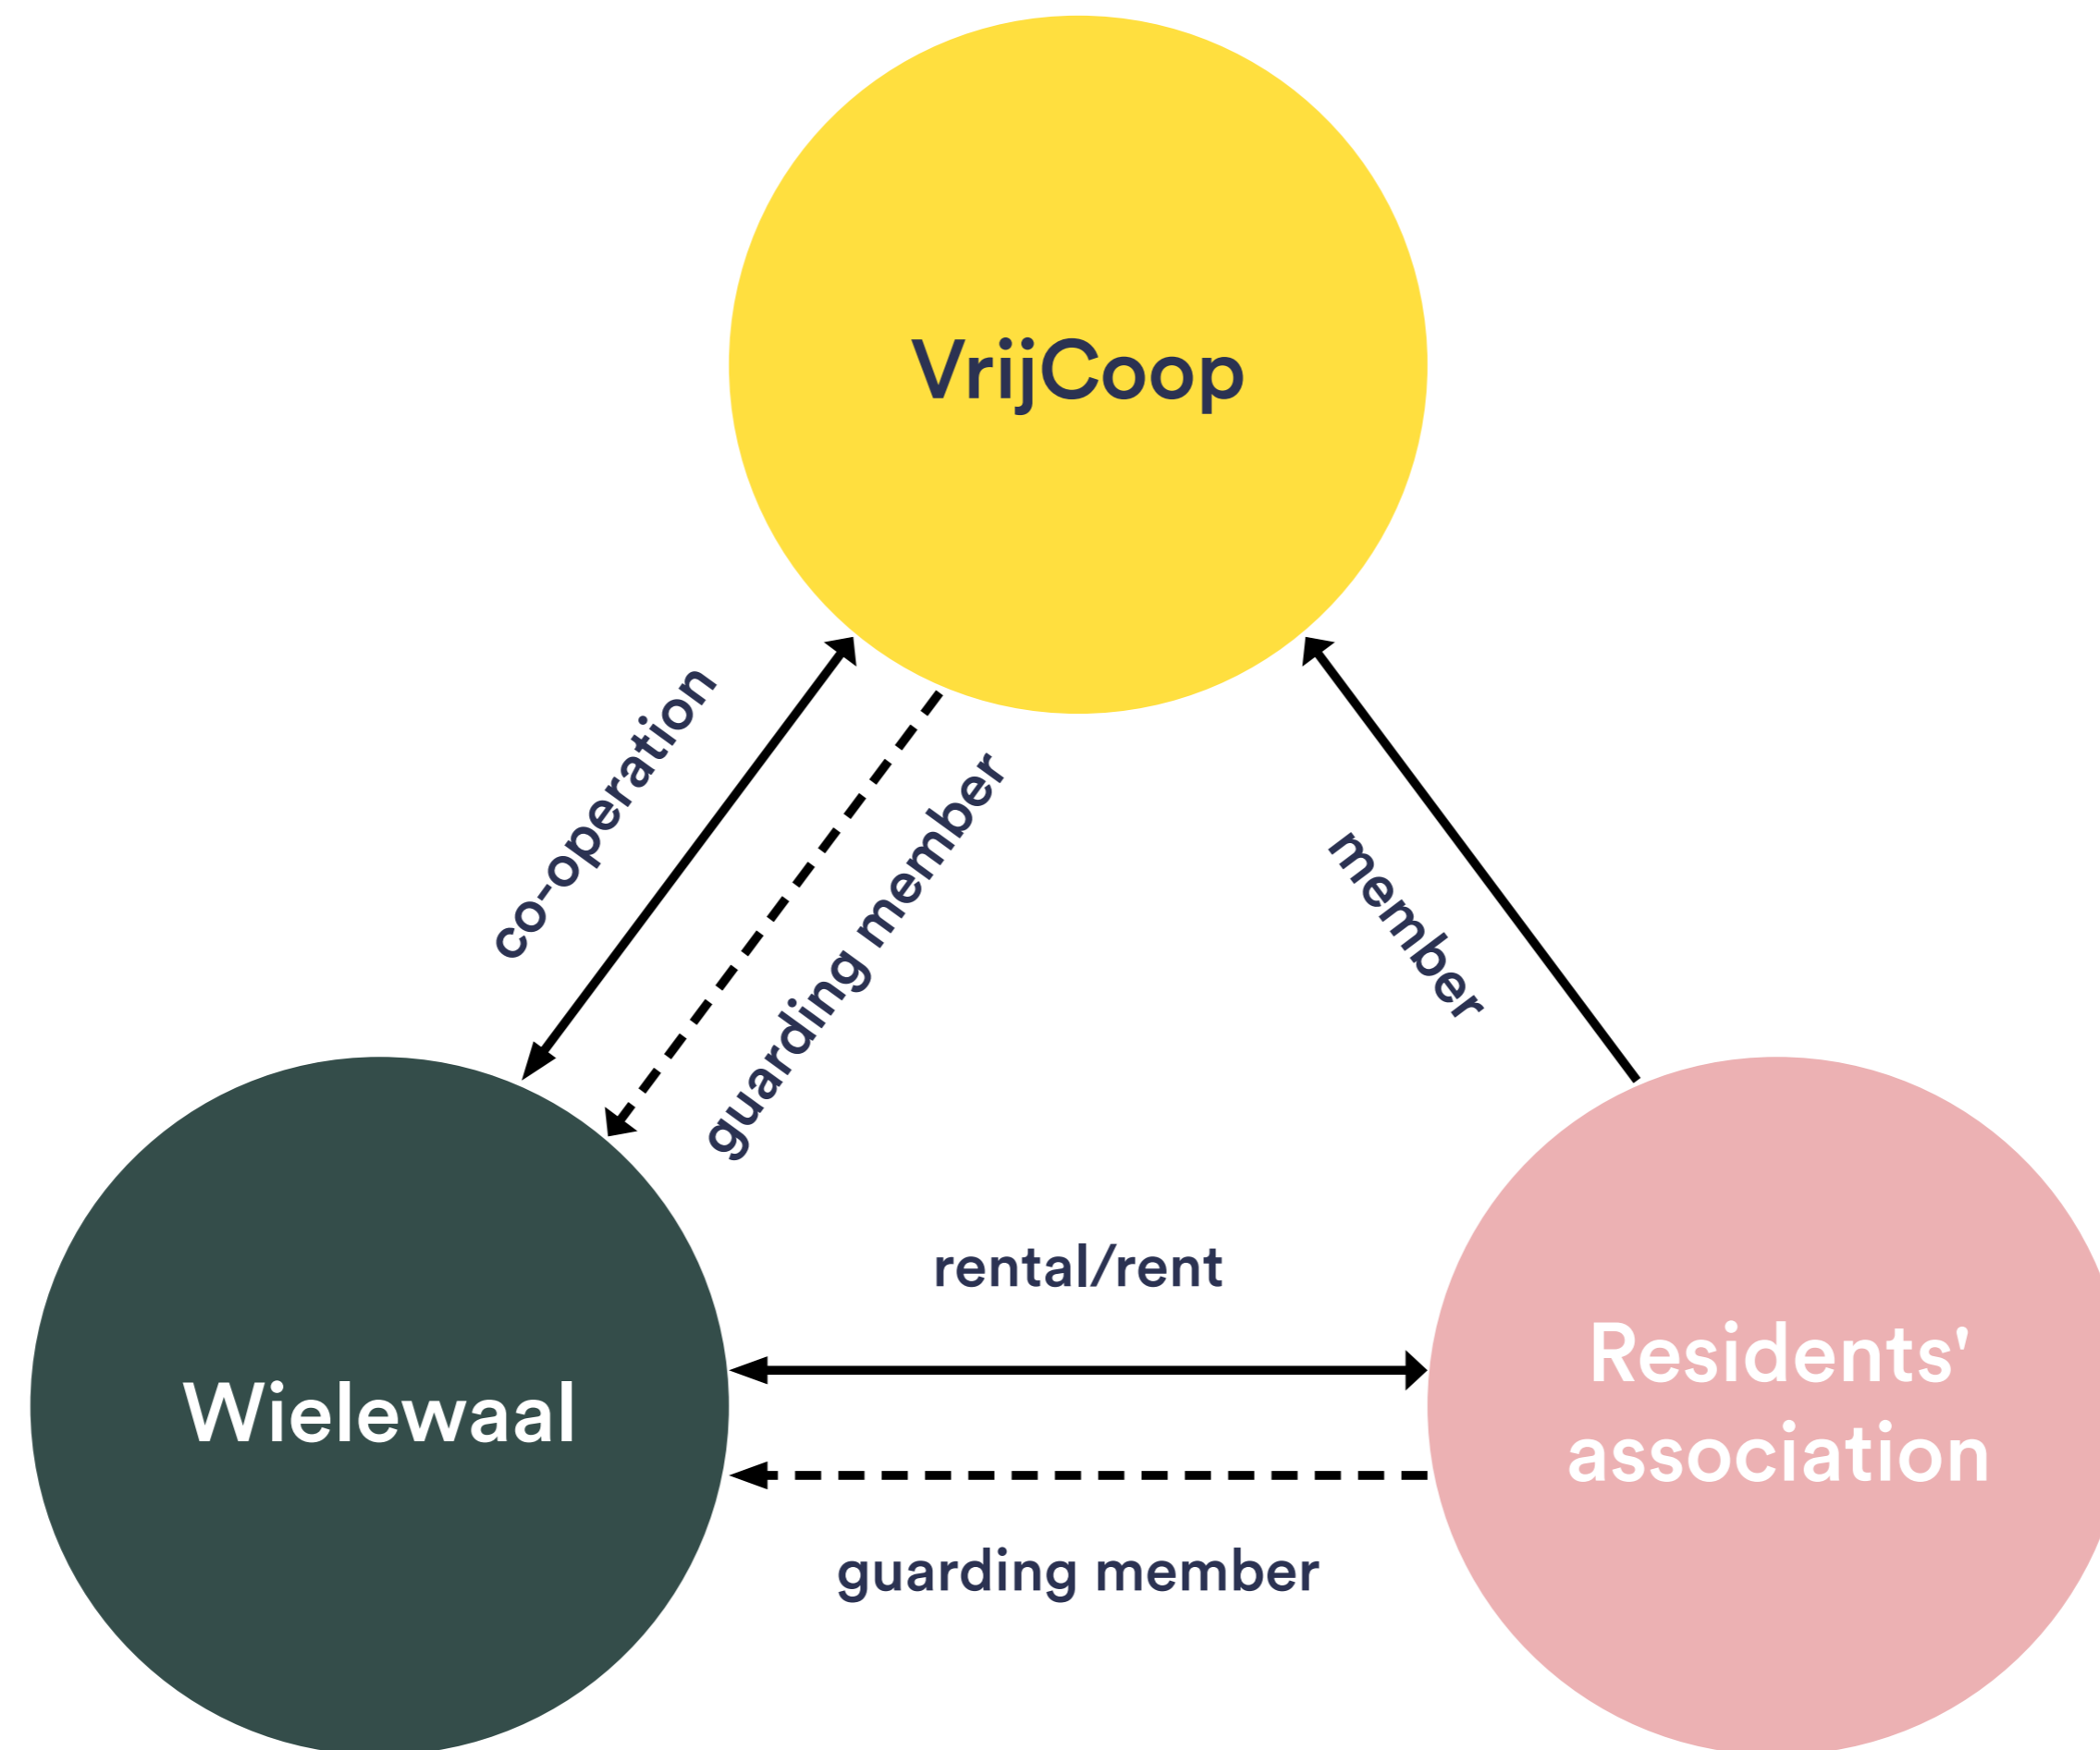 VrijCoop
co-operation
guarding member
member
rental/rent
Wielewaal
Residents'
association
guarding member